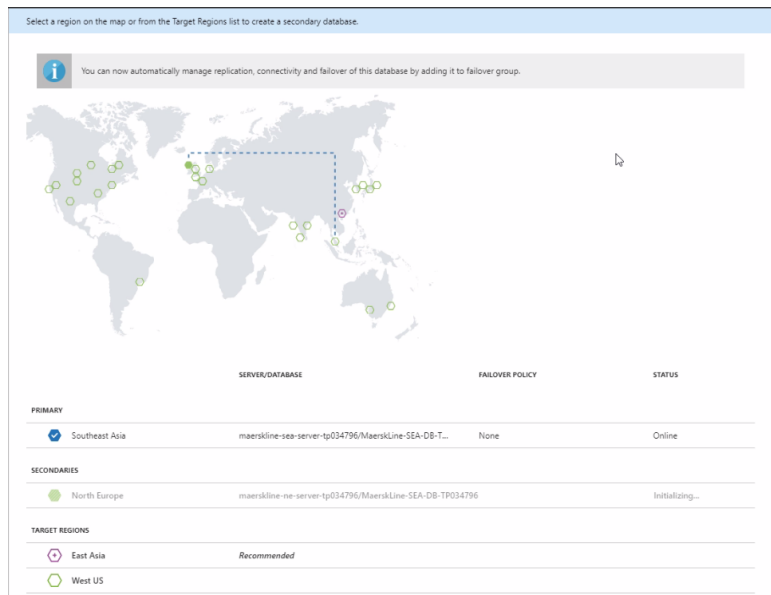 Select a region on the map or from the Target Regions list to create a secondary database.
You can now automatically manage replication, connectivity and failover of this database by adding it to failover group.
SERVER/DATABASE FAILOVER POLICY STATUS
PRIMARY
Southeast Asia maerskline-sea-server-tp034796/MaerskLine-SEA-DB-T... None Online
SECONDARIES
North Europe maerskline-ne-server-tp034796/MaerskLine-SEA-DB-TP034796 Initializing...
TARGET REGIONS
East Asia Recommended
West US